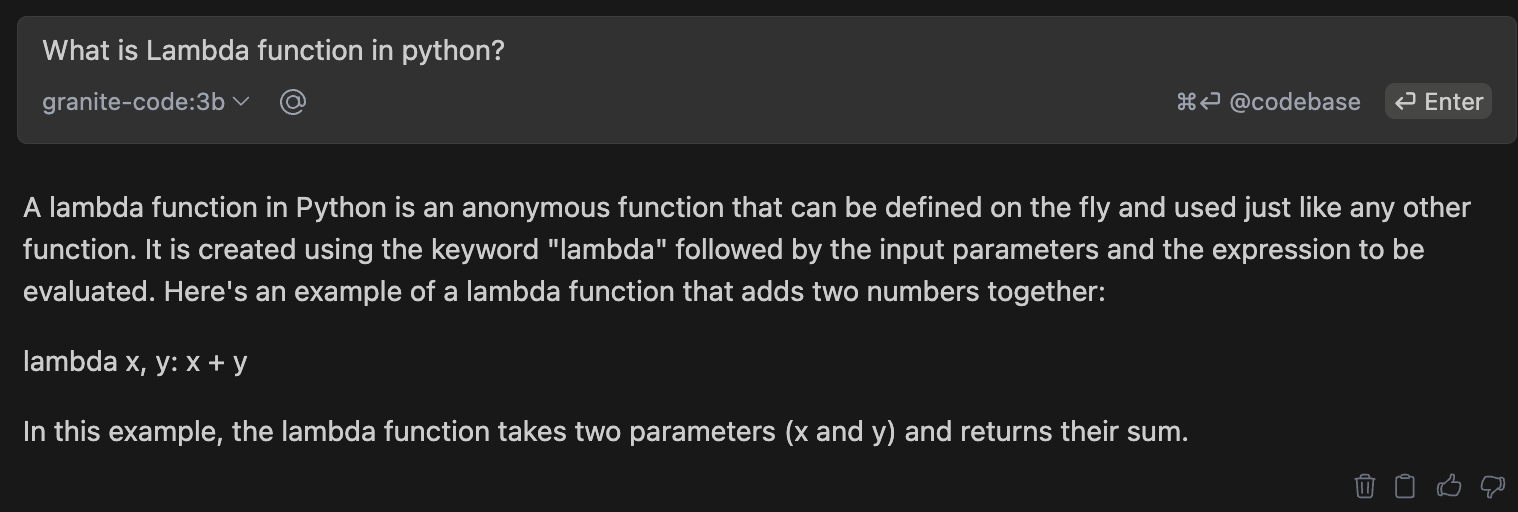 What is Lambda function in python?
granite-code:3b @ ⌘⏎ @codebase ⏎ Enter
A lambda function in Python is an anonymous function that can be defined on the fly and used just like any other
function. It is created using the keyword "lambda" followed by the input parameters and the expression to be
evaluated. Here's an example of a lambda function that adds two numbers together:
lambda x, y: x + y
In this example, the lambda function takes two parameters (x and y) and returns their sum.